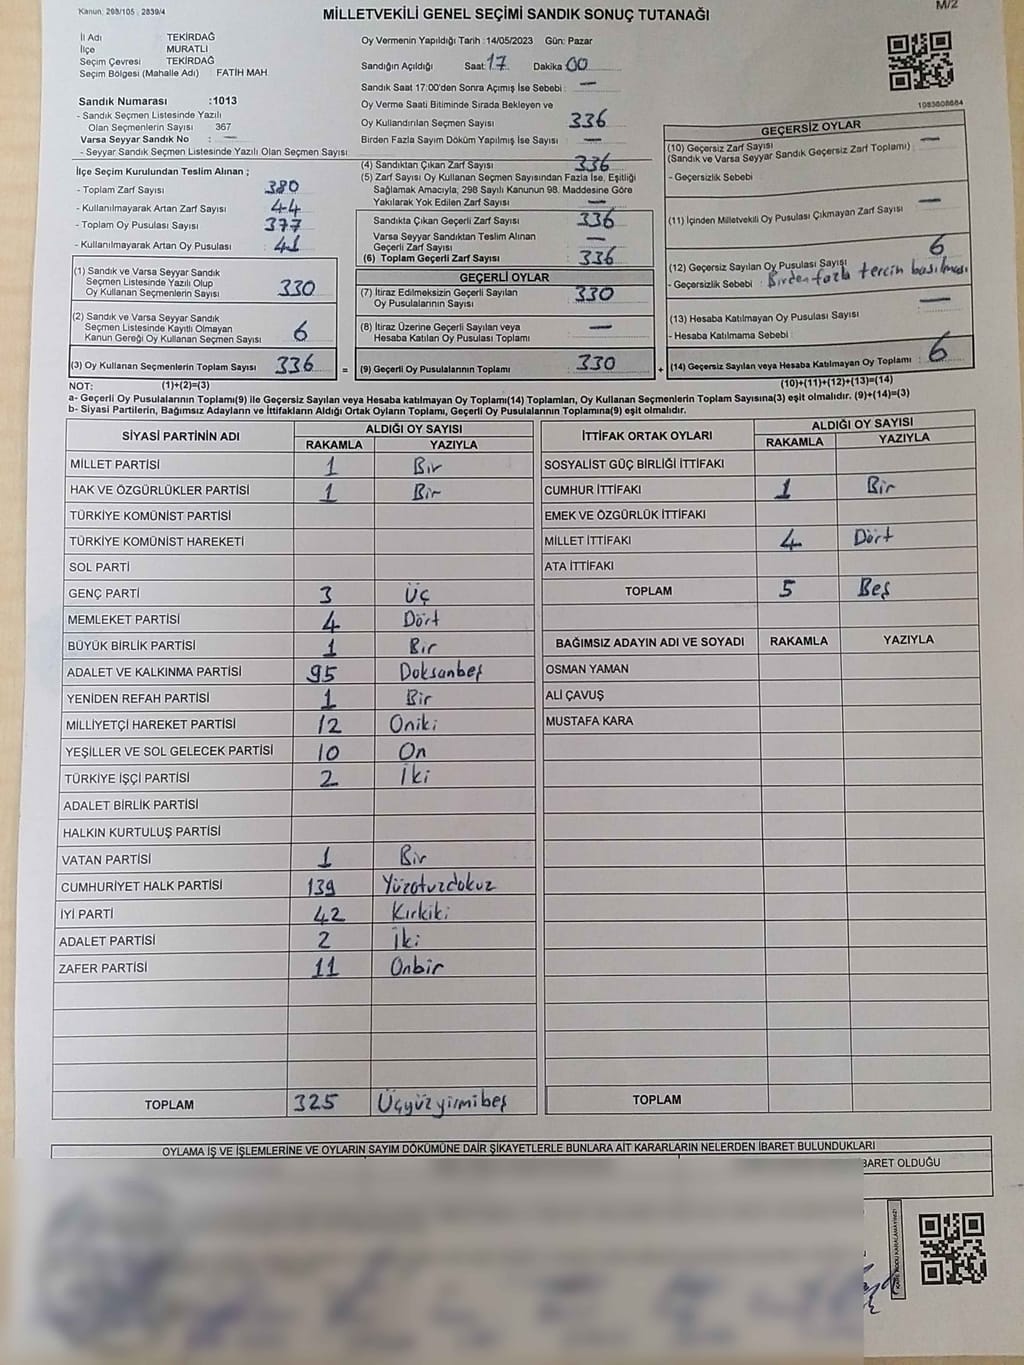 Kanun: 298/105 2839/4
M/2
MİLLETVEKİLİ GENEL SEÇİMİ SANDIK SONUÇ TUTANAĞI
İl Adı TEKİRDAĞ
İlçe MURATLI
Seçim Çevresi TEKİRDAĞ
Seçim Bölgesi (Mahalle Adı) : FATİH MAH.
Sandık Numarası :1013
- Sandık Seçmen Listesinde Yazılı
Olan Seçmenlerin Sayısı 367
Varsa Seyyar Sandık No : —
- Seyyar Sandık Seçmen Listesinde Yazılı Olan Seçmen Sayısı
İlçe Seçim Kurulundan Teslim Alınan ;
- Toplam Zarf Sayısı 380
- Kullanılmayarak Artan Zarf Sayısı 44
- Toplam Oy Pusulası Sayısı 377
- Kullanılmayarak Artan Oy Pusulası 41
(1) Sandık ve Varsa Seyyar Sandık
Seçmen Listesinde Yazılı Olup
Oy Kullanan Seçmenlerin Sayısı 330
(2) Sandık ve Varsa Seyyar Sandık
Seçmen Listesinde Kayıtlı Olmayan
Kanun Gereği Oy Kullanan Seçmen Sayısı 6
(3) Oy Kullanan Seçmenlerin Toplam Sayısı 336 =
Oy Vermenin Yapıldığı Tarih :14/05/2023 Gün: Pazar
Sandığın Açıldığı Saat: 17 Dakika 00
Sandık Saat 17:00'den Sonra Açılmış İse Sebebi : —
Oy Verme Saati Bitiminde Sırada Bekleyen ve
Oy Kullandırılan Seçmen Sayısı : 336
Birden Fazla Sayım Döküm Yapılmış İse Sayısı : —
(4) Sandıktan Çıkan Zarf Sayısı 336
(5) Zarf Sayısı Oy Kullanan Seçmen Sayısından Fazla İse, Eşitliği
Sağlamak Amacıyla; 298 Sayılı Kanunun 98. Maddesine Göre
Yakılarak Yok Edilen Zarf Sayısı : —
Sandıkta Çıkan Geçerli Zarf Sayısı 336
Varsa Seyyar Sandıktan Teslim Alınan
Geçerli Zarf Sayısı : —
(6) Toplam Geçerli Zarf Sayısı : 336
GEÇERLİ OYLAR
(7) İtiraz Edilmeksizin Geçerli Sayılan
Oy Pusulalarının Sayısı : 330
(8) İtiraz Üzerine Geçerli Sayılan veya
Hesaba Katılan Oy Pusulası Toplamı : —
(9) Geçerli Oy Pusulalarının Toplamı : 330 +
1083608664
GEÇERSİZ OYLAR
(10) Geçersiz Zarf Sayısı
(Sandık ve Varsa Seyyar Sandık Geçersiz Zarf Toplamı) : —
- Geçersizlik Sebebi :
(11) İçinden Milletvekili Oy Pusulası Çıkmayan Zarf Sayısı : —
(12) Geçersiz Sayılan Oy Pusulası Sayısı : 6
- Geçersizlik Sebebi : Birden fazla tercih basılması
(13) Hesaba Katılmayan Oy Pusulası Sayısı : —
- Hesaba Katılmama Sebebi :
(14) Geçersiz Sayılan veya Hesaba Katılmayan Oy Toplamı : 6
NOT: (1)+(2)=(3) (10)+(11)+(12)+(13)=(14)
a- Geçerli Oy Pusulalarının Toplamı(9) ile Geçersiz Sayılan veya Hesaba katılmayan Oy Toplamı(14) Toplamları, Oy Kullanan Seçmenlerin Toplam Sayısına(3) eşit olmalıdır. (9)+(14)=(3)
b- Siyasi Partilerin, Bağımsız Adayların ve İttifakların Aldığı Ortak Oyların Toplamı, Geçerli Oy Pusulalarının Toplamına(9) eşit olmalıdır.
SİYASİ PARTİNİN ADI ALDIĞI OY SAYISI
RAKAMLA YAZIYLA
MİLLET PARTİSİ 1 Bir
HAK VE ÖZGÜRLÜKLER PARTİSİ 1 Bir
TÜRKİYE KOMÜNİST PARTİSİ
TÜRKİYE KOMÜNİST HAREKETİ
SOL PARTİ
GENÇ PARTİ 3 Üç
MEMLEKET PARTİSİ 4 Dört
BÜYÜK BİRLİK PARTİSİ 1 Bir
ADALET VE KALKINMA PARTİSİ 95 Doksanbeş
YENİDEN REFAH PARTİSİ 1 Bir
MİLLİYETÇİ HAREKET PARTİSİ 12 Oniki
YEŞİLLER VE SOL GELECEK PARTİSİ 10 On
TÜRKİYE İŞÇİ PARTİSİ 2 İki
ADALET BİRLİK PARTİSİ
HALKIN KURTULUŞ PARTİSİ
VATAN PARTİSİ 1 Bir
CUMHURİYET HALK PARTİSİ 139 Yüzotuzdokuz
İYİ PARTİ 42 Kırkiki
ADALET PARTİSİ 2 İki
ZAFER PARTİSİ 11 Onbir
TOPLAM 325 Üçyüzyirmibeş
İTTİFAK ORTAK OYLARI ALDIĞI OY SAYISI
RAKAMLA YAZIYLA
SOSYALİST GÜÇ BİRLİĞİ İTTİFAKI
CUMHUR İTTİFAKI 1 Bir
EMEK VE ÖZGÜRLÜK İTTİFAKI
MİLLET İTTİFAKI 4 Dört
ATA İTTİFAKI
TOPLAM 5 Beş
BAĞIMSIZ ADAYIN ADI VE SOYADI RAKAMLA YAZIYLA
OSMAN YAMAN
ALİ ÇAVUŞ
MUSTAFA KARA
TOPLAM
OYLAMA İŞ VE İŞLEMLERİNE VE OYLARIN SAYIM DÖKÜMÜNE DAİR ŞİKAYETLERLE BUNLARA AİT KARARLARIN NELERDEN İBARET BULUNDUKLARI
BARET OLDUĞU